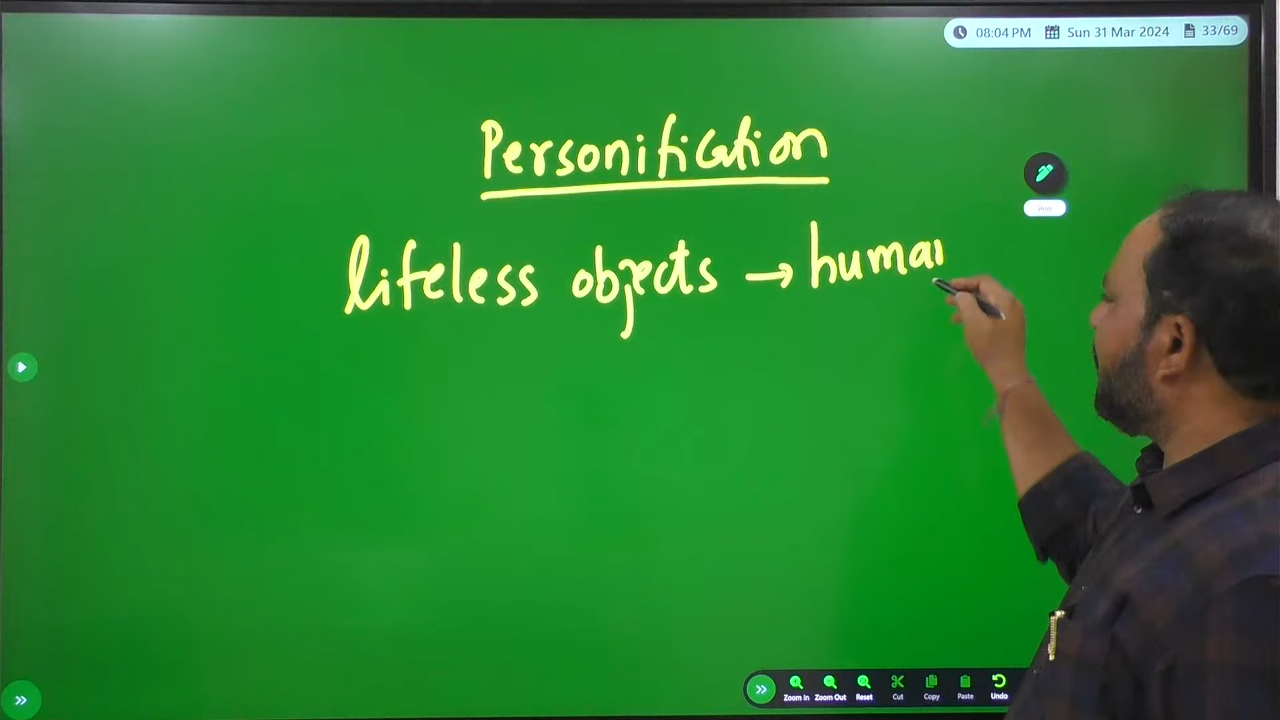 08:04 PM Sun 31 Mar 2024 33/69
Personification
lifeless objects → human
Zoom In Zoom Out Reset Cut Copy Paste Undo